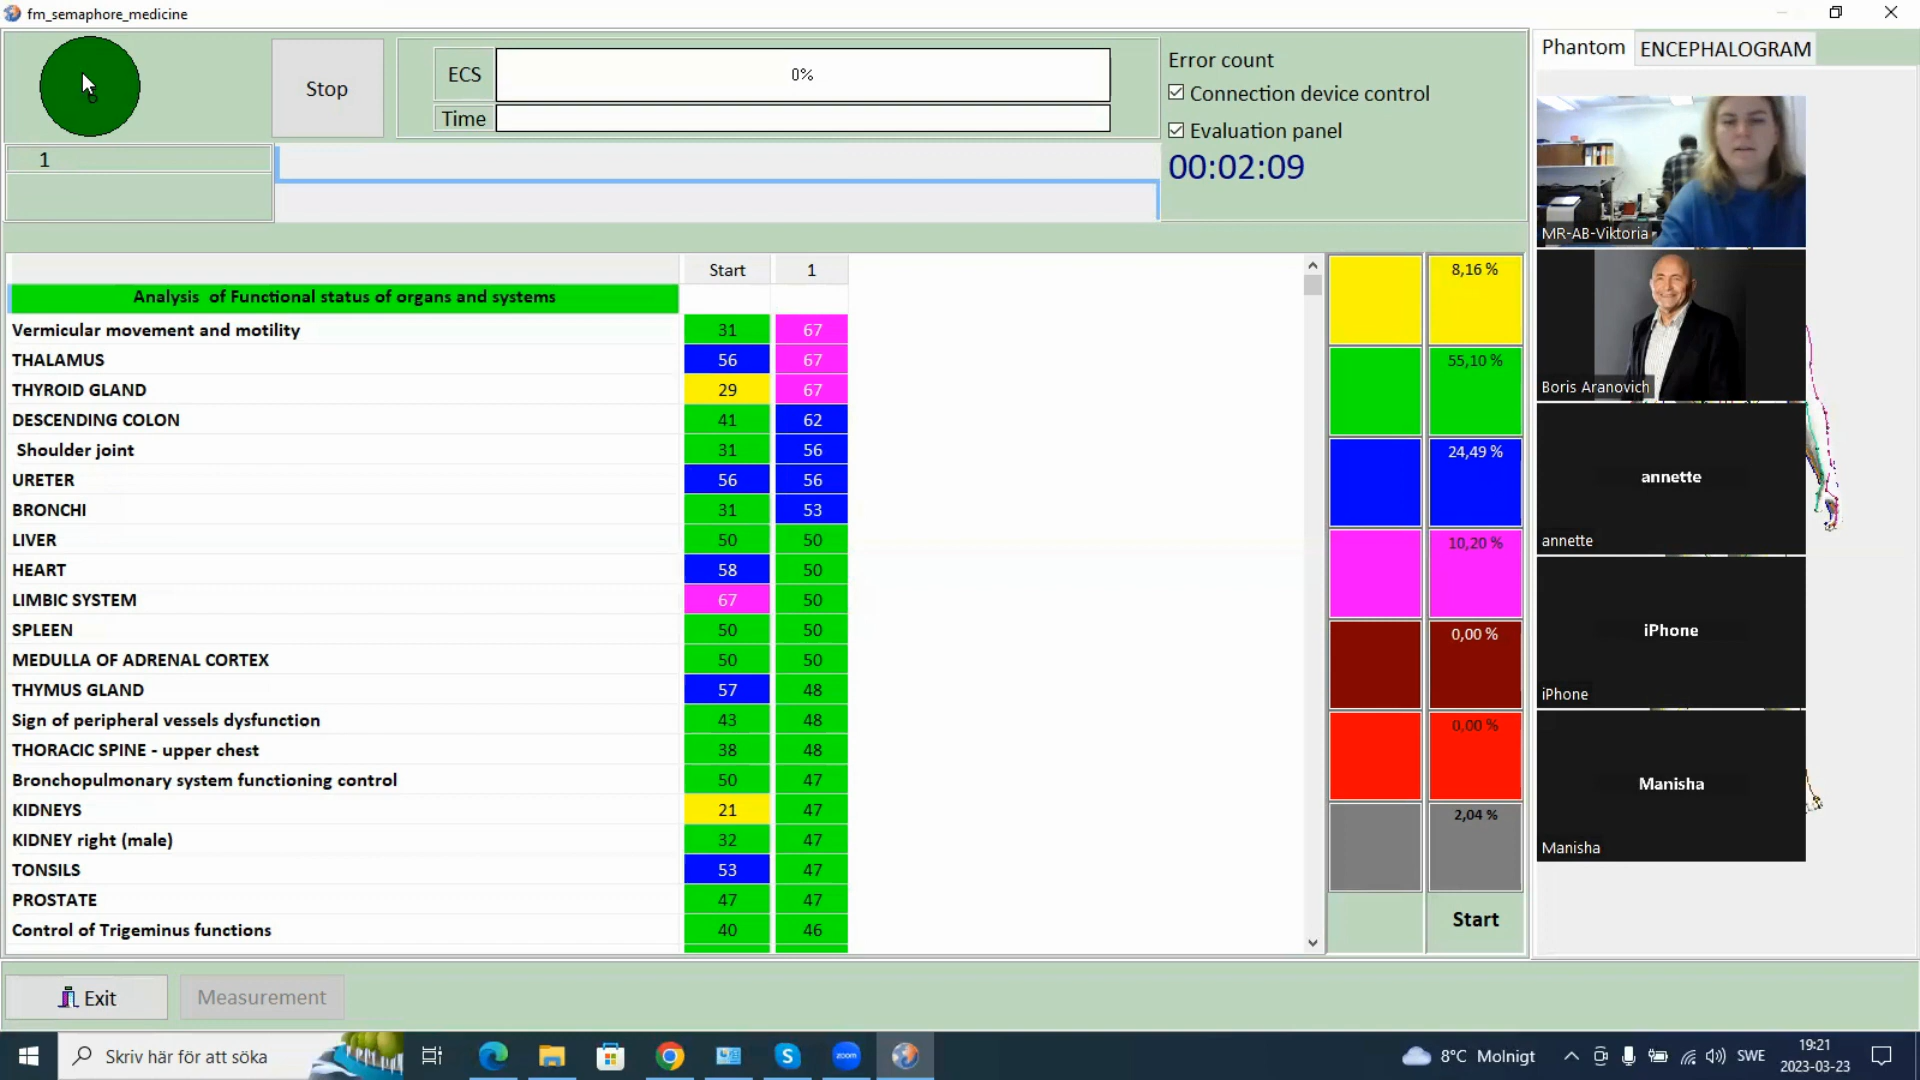 fm_semaphore_medicine
Stop
ECS
0%
Time
Error count
Connection device control
Evaluation panel
00:02:09
1
Phantom
ENCEPHALOGRAM
Start 1
Analysis of Functional status of organs and systems
Vermicular movement and motility 31 67
THALAMUS 56 67
THYROID GLAND 29 67
DESCENDING COLON 41 62
Shoulder joint 31 56
URETER 56 56
BRONCHI 31 53
LIVER 50 50
HEART 58 50
LIMBIC SYSTEM 67 50
SPLEEN 50 50
MEDULLA OF ADRENAL CORTEX 50 50
THYMUS GLAND 57 48
Sign of peripheral vessels dysfunction 43 48
THORACIC SPINE - upper chest 38 48
Bronchopulmonary system functioning control 50 47
KIDNEYS 21 47
KIDNEY right (male) 32 47
TONSILS 53 47
PROSTATE 47 47
Control of Trigeminus functions 40 46
8,16 %
55,10 %
24,49 %
10,20 %
0,00 %
0,00 %
2,04 %
Start
MR-AB-Viktoria
Boris Aranovich
annette
annette
iPhone
iPhone
Manisha
Manisha
Exit
Measurement
Skriv här för att söka
zoom
8°C Molnigt
SWE
19:21
2023-03-23